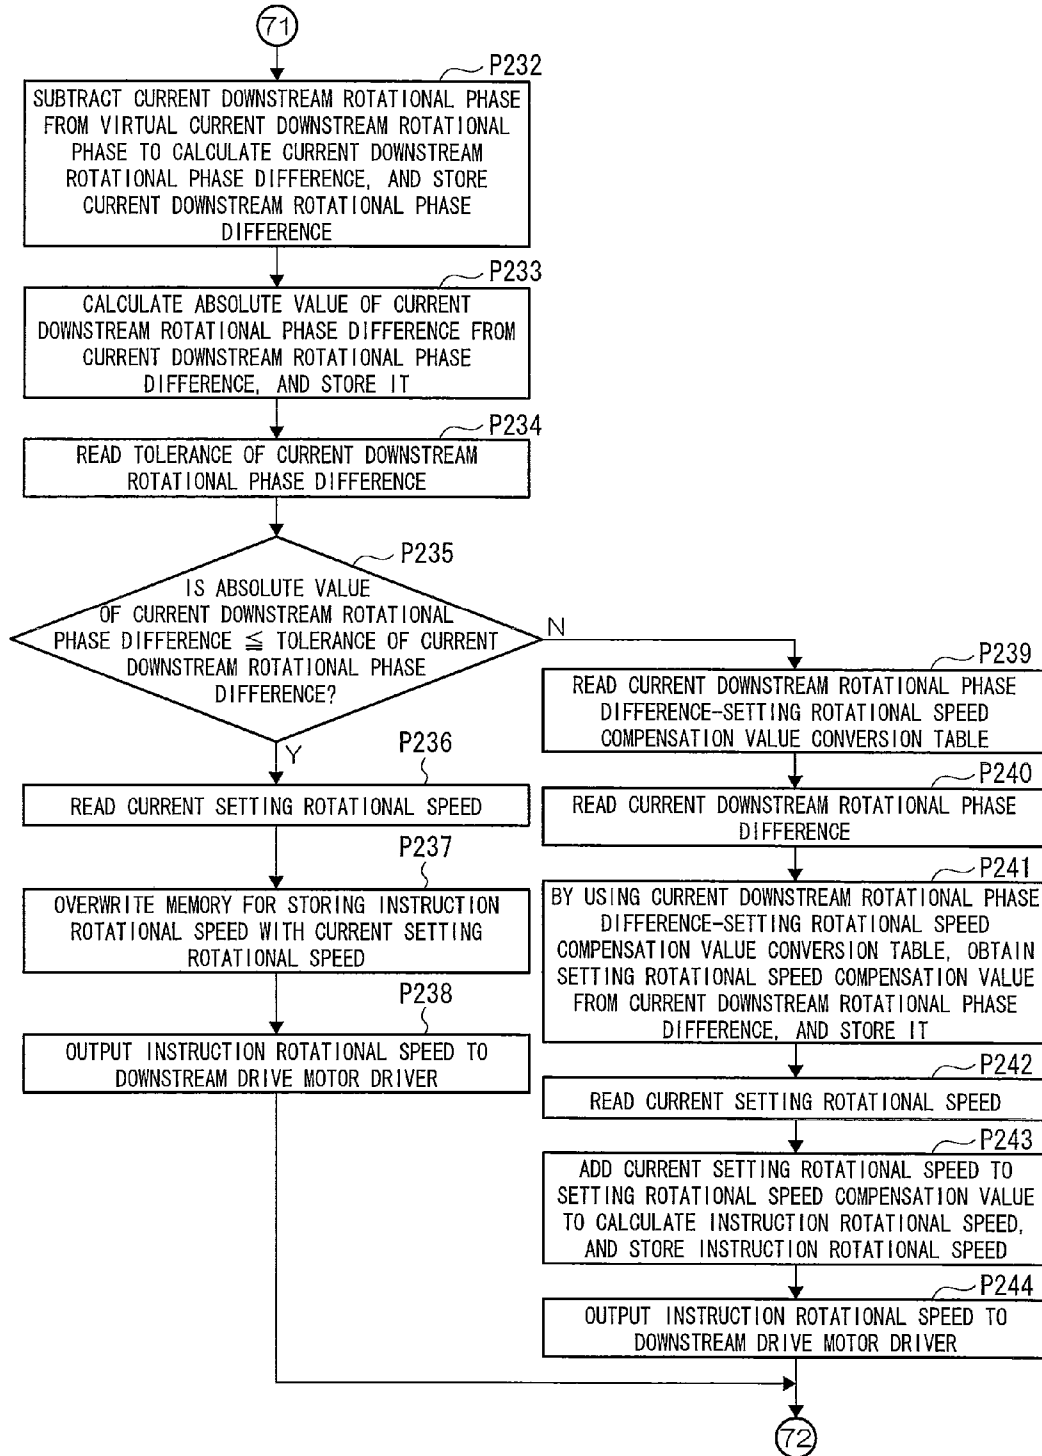 71
P232
SUBTRACT CURRENT DOWNSTREAM ROTATIONAL PHASE
FROM VIRTUAL CURRENT DOWNSTREAM ROTATIONAL
PHASE TO CALCULATE CURRENT DOWNSTREAM
ROTATIONAL PHASE DIFFERENCE, AND STORE
CURRENT DOWNSTREAM ROTATIONAL PHASE
DIFFERENCE
P233
CALCULATE ABSOLUTE VALUE OF CURRENT
DOWNSTREAM ROTATIONAL PHASE DIFFERENCE FROM
CURRENT DOWNSTREAM ROTATIONAL PHASE
DIFFERENCE, AND STORE IT
P234
READ TOLERANCE OF CURRENT DOWNSTREAM
ROTATIONAL PHASE DIFFERENCE
P235
IS ABSOLUTE VALUE
OF CURRENT DOWNSTREAM ROTATIONAL
PHASE DIFFERENCE ≦ TOLERANCE OF CURRENT
DOWNSTREAM ROTATIONAL PHASE
DIFFERENCE?
N
Y
P236
READ CURRENT SETTING ROTATIONAL SPEED
P237
OVERWRITE MEMORY FOR STORING INSTRUCTION
ROTATIONAL SPEED WITH CURRENT SETTING
ROTATIONAL SPEED
P238
OUTPUT INSTRUCTION ROTATIONAL SPEED TO
DOWNSTREAM DRIVE MOTOR DRIVER
P239
READ CURRENT DOWNSTREAM ROTATIONAL PHASE
DIFFERENCE-SETTING ROTATIONAL SPEED
COMPENSATION VALUE CONVERSION TABLE
P240
READ CURRENT DOWNSTREAM ROTATIONAL PHASE
DIFFERENCE
P241
BY USING CURRENT DOWNSTREAM ROTATIONAL PHASE
DIFFERENCE-SETTING ROTATIONAL SPEED
COMPENSATION VALUE CONVERSION TABLE, OBTAIN
SETTING ROTATIONAL SPEED COMPENSATION VALUE
FROM CURRENT DOWNSTREAM ROTATIONAL PHASE
DIFFERENCE, AND STORE IT
P242
READ CURRENT SETTING ROTATIONAL SPEED
P243
ADD CURRENT SETTING ROTATIONAL SPEED TO
SETTING ROTATIONAL SPEED COMPENSATION VALUE
TO CALCULATE INSTRUCTION ROTATIONAL SPEED,
AND STORE INSTRUCTION ROTATIONAL SPEED
P244
OUTPUT INSTRUCTION ROTATIONAL SPEED TO
DOWNSTREAM DRIVE MOTOR DRIVER
72